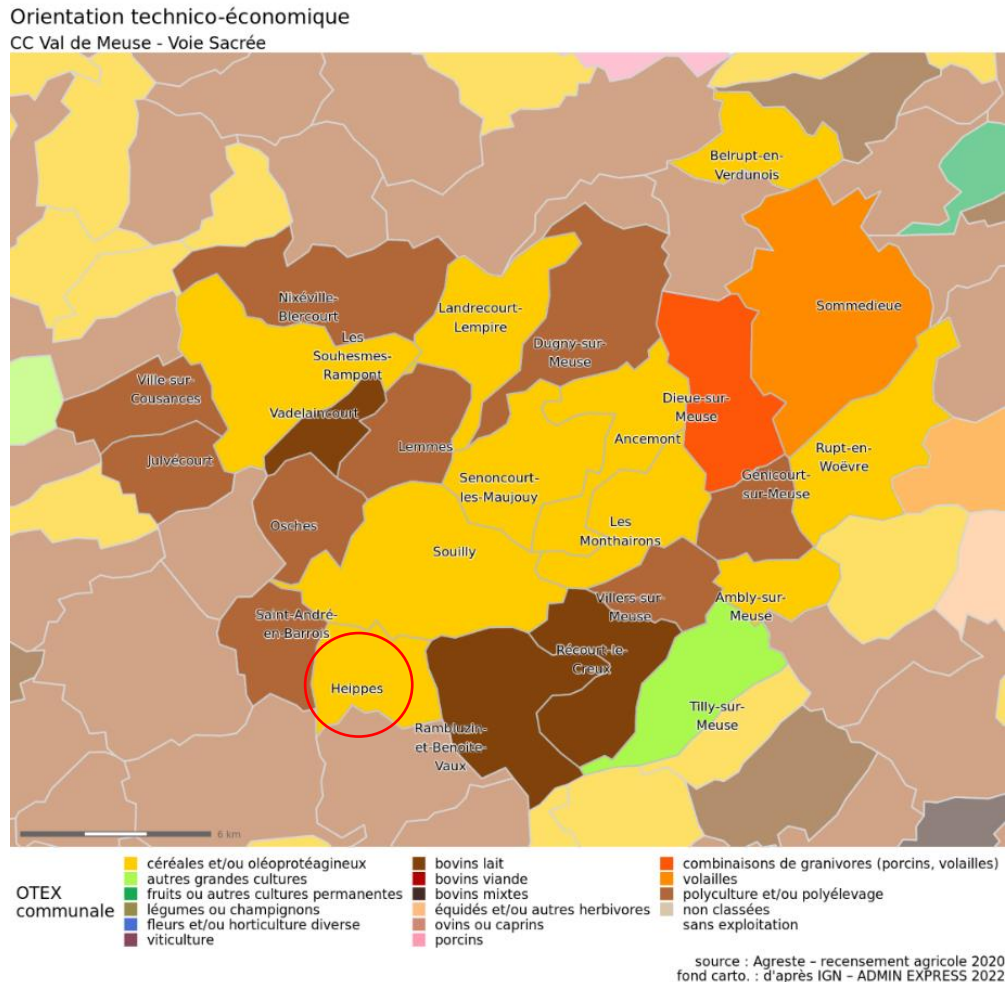 Orientation technico-économique
CC Val de Meuse - Voie Sacrée
Belrupt-en-
Verdunois
Nixéville-
Blercourt
Landrecourt-
Lempire
Sommedieue
Les
Souhesmes-
Rampont
Dugny-sur-
Meuse
Ville-sur-
Cousances
Vadelaincourt
Dieue-sur-
Meuse
Ancemont
Lemmes
Rupt-en-
Woëvre
Julvécourt
Senoncourt-
les-Maujouy
Génicourt-
sur-Meuse
Osches
Les
Monthairons
Souilly
Villers-sur-
Meuse
Ambly-sur-
Meuse
Saint-André-
en-Barrois
Récourt-le-
Creux
Heippes
Tilly-sur-
Meuse
Rambluzin-
et-Benoite-
Vaux
6 km
OTEX
communale
céréales et/ou oléoprotéagineux
autres grandes cultures
fruits ou autres cultures permanentes
légumes ou champignons
fleurs et/ou horticulture diverse
viticulture
bovins lait
bovins viande
bovins mixtes
équidés et/ou autres herbivores
ovins ou caprins
porcins
combinaisons de granivores (porcins, volailles)
volailles
polyculture et/ou polyélevage
non classées
sans exploitation
source : Agreste – recensement agricole 2020
fond carto. : d'après IGN – ADMIN EXPRESS 2022